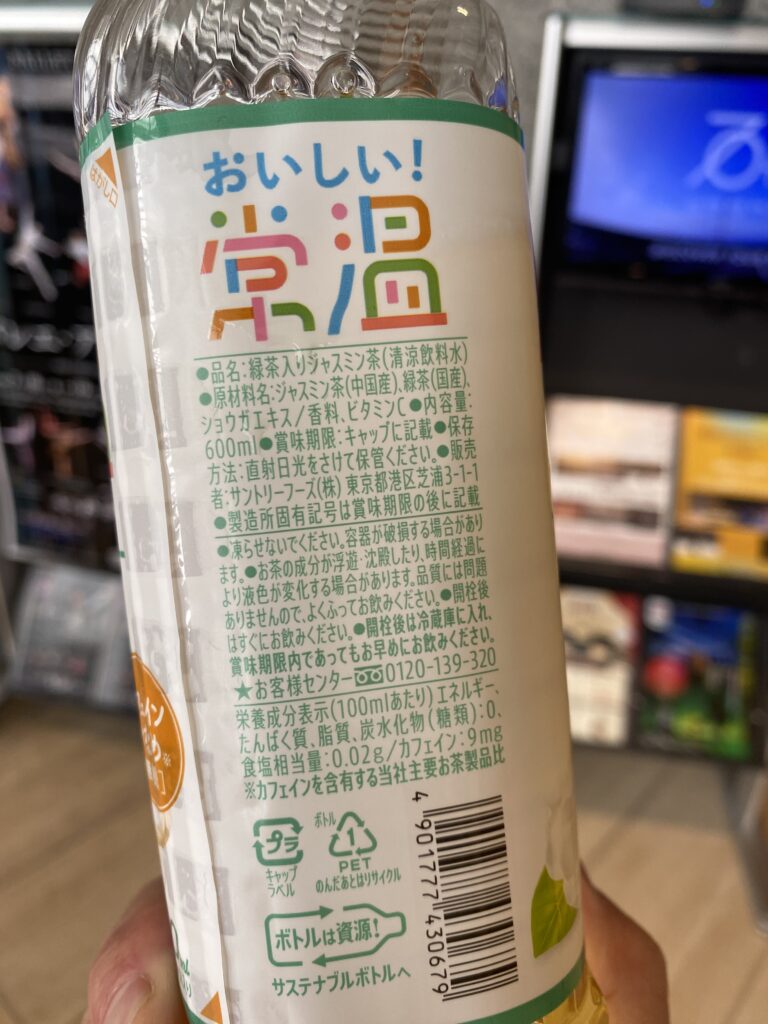 はがし口
おいしい!
常温
●品名:緑茶入りジャスミン茶(清涼飲料水)
●原材料名:ジャスミン茶(中国産)、緑茶(国産)、
ショウガエキス/香料、ビタミンC●内容量:
600ml●賞味期限:キャップに記載●保存
方法:直射日光をさけて保管ください。●販売
者:サントリーフーズ(株) 東京都港区芝浦3-1-1
●製造所固有記号は賞味期限の後に記載
●凍らせないでください。容器が破損する場合があり
ます。●お茶の成分が浮遊・沈殿したり、時間経過に
より液色が変化する場合があります。品質には問題
ありませんので、よくふってお飲みください。●開栓後
はすぐにお飲みください。●開栓後は冷蔵庫に入れ、
賞味期限内であってもお早めにお飲みください。
★お客様センター 0120-139-320
栄養成分表示(100mlあたり) エネルギー、
たんぱく質、脂質、炭水化物(糖類):0、
食塩相当量:0.02g/カフェイン:9mg
※カフェインを含有する当社主要お茶製品比
プラ
キャップ
ラベル
ボトル
1
PET
のんだあとはリサイクル
ボトルは資源!
サステナブルボトルへ
4 901777 430679